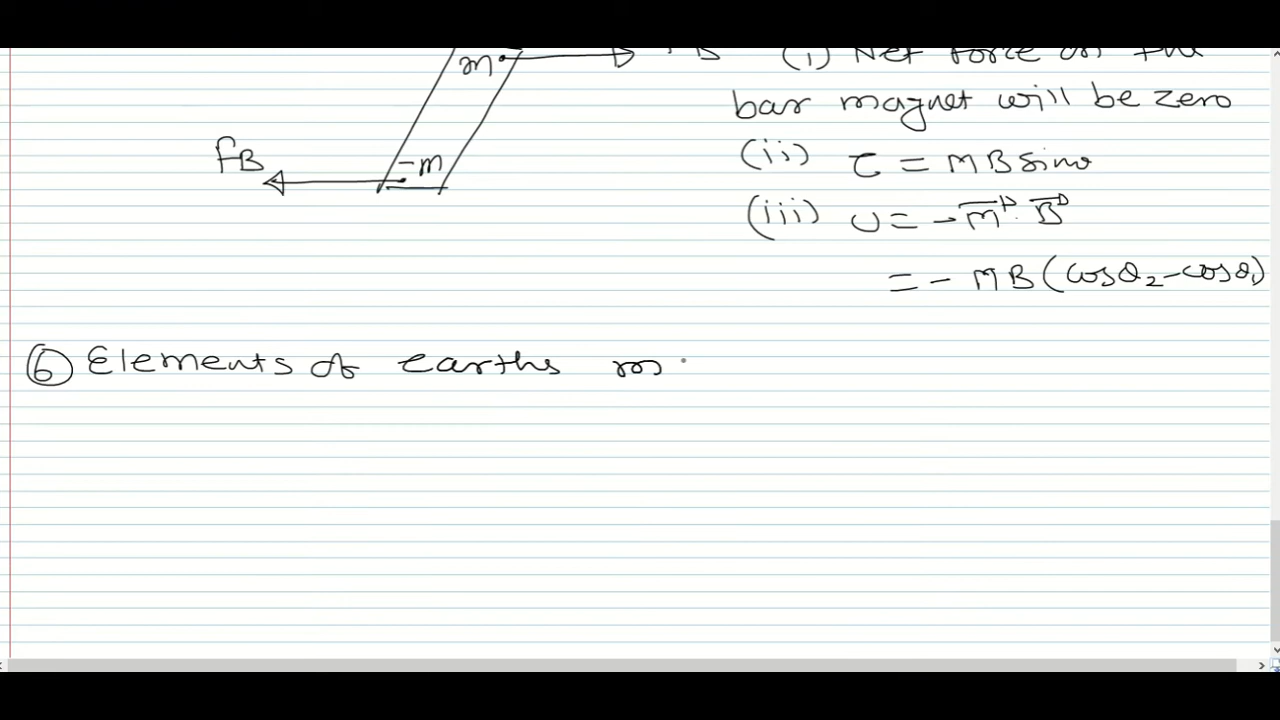 m
(i) Net force on the
bar magnet will be zero
FB
-m
(ii) τ = MB sinθ
(iii) U = -M⃗ · B⃗
= - MB (cosθ₂ - cosθ₁)
⑥ Elements of earths m